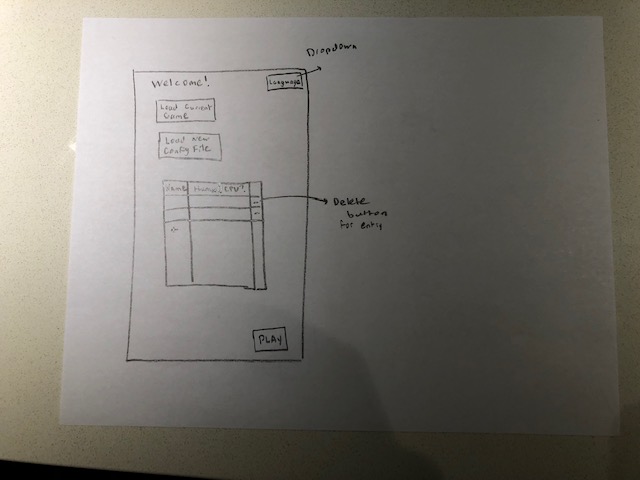 Dropdown
Welcome!
Language
Load Current
Game
Load new
Config File
Name
Human/CPU?
Delete
button
for entry
PLAY